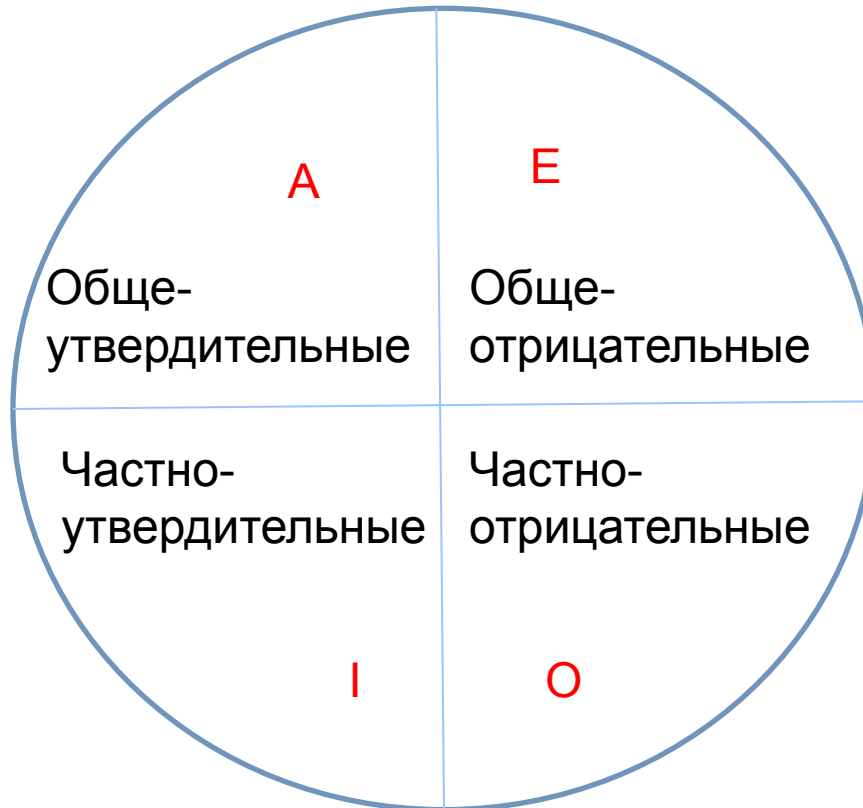 A
Обще-
утвердительные
E
Обще-
отрицательные
Частно-
утвердительные
I
Частно-
отрицательные
O